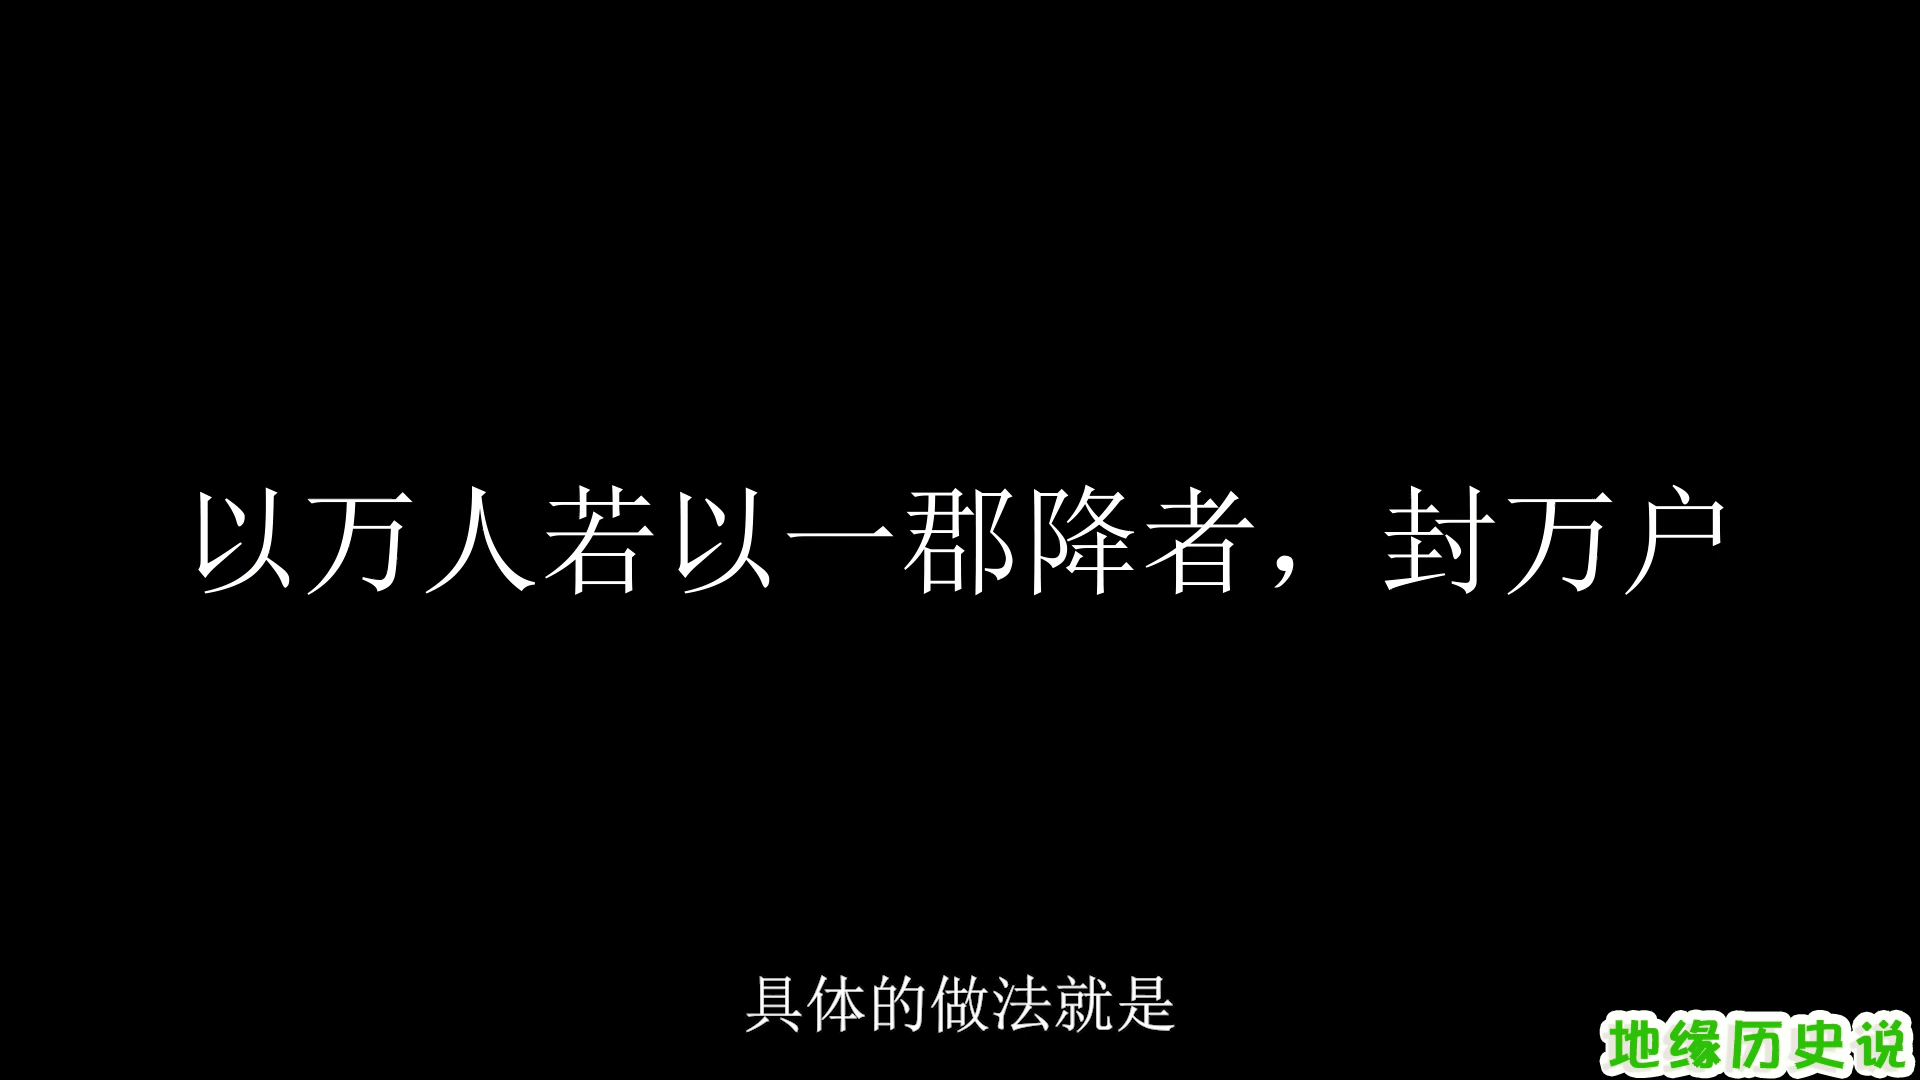 以万人若以一郡降者，封万户
具体的做法就是
地缘历史说